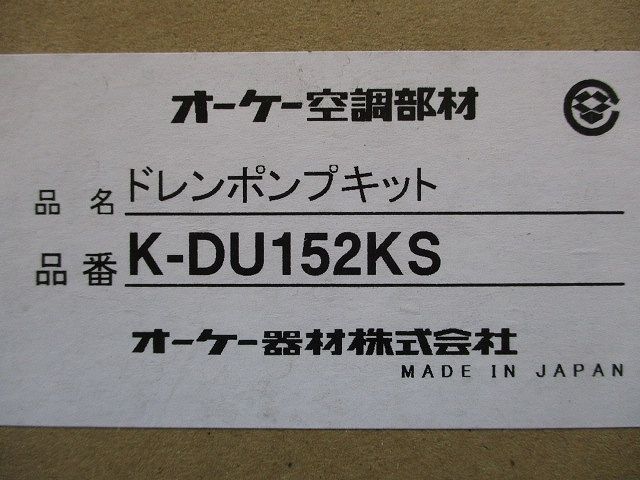 オーケー空調部材
品名 ドレンポンプキット
品番 K-DU152KS
オーケー器材株式会社
MADE IN JAPAN